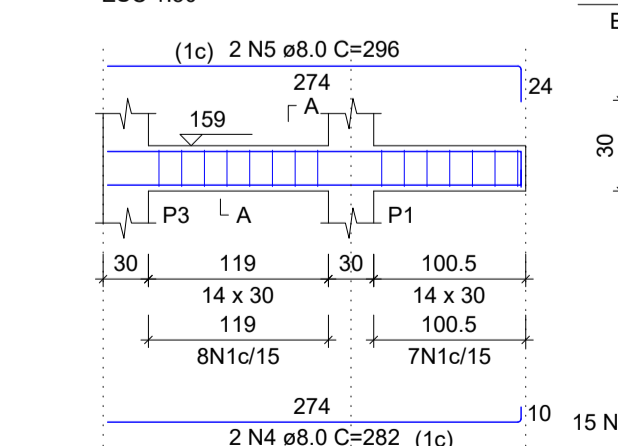 (1c) 2 N5 ø8.0 C=296
274
24
A
159
30
P3
A
P1
30 119 30 100.5
14 x 30 14 x 30
119 100.5
8N1c/15 7N1c/15
274
10
15 N
2 N4 ø8.0 C=282 (1c)